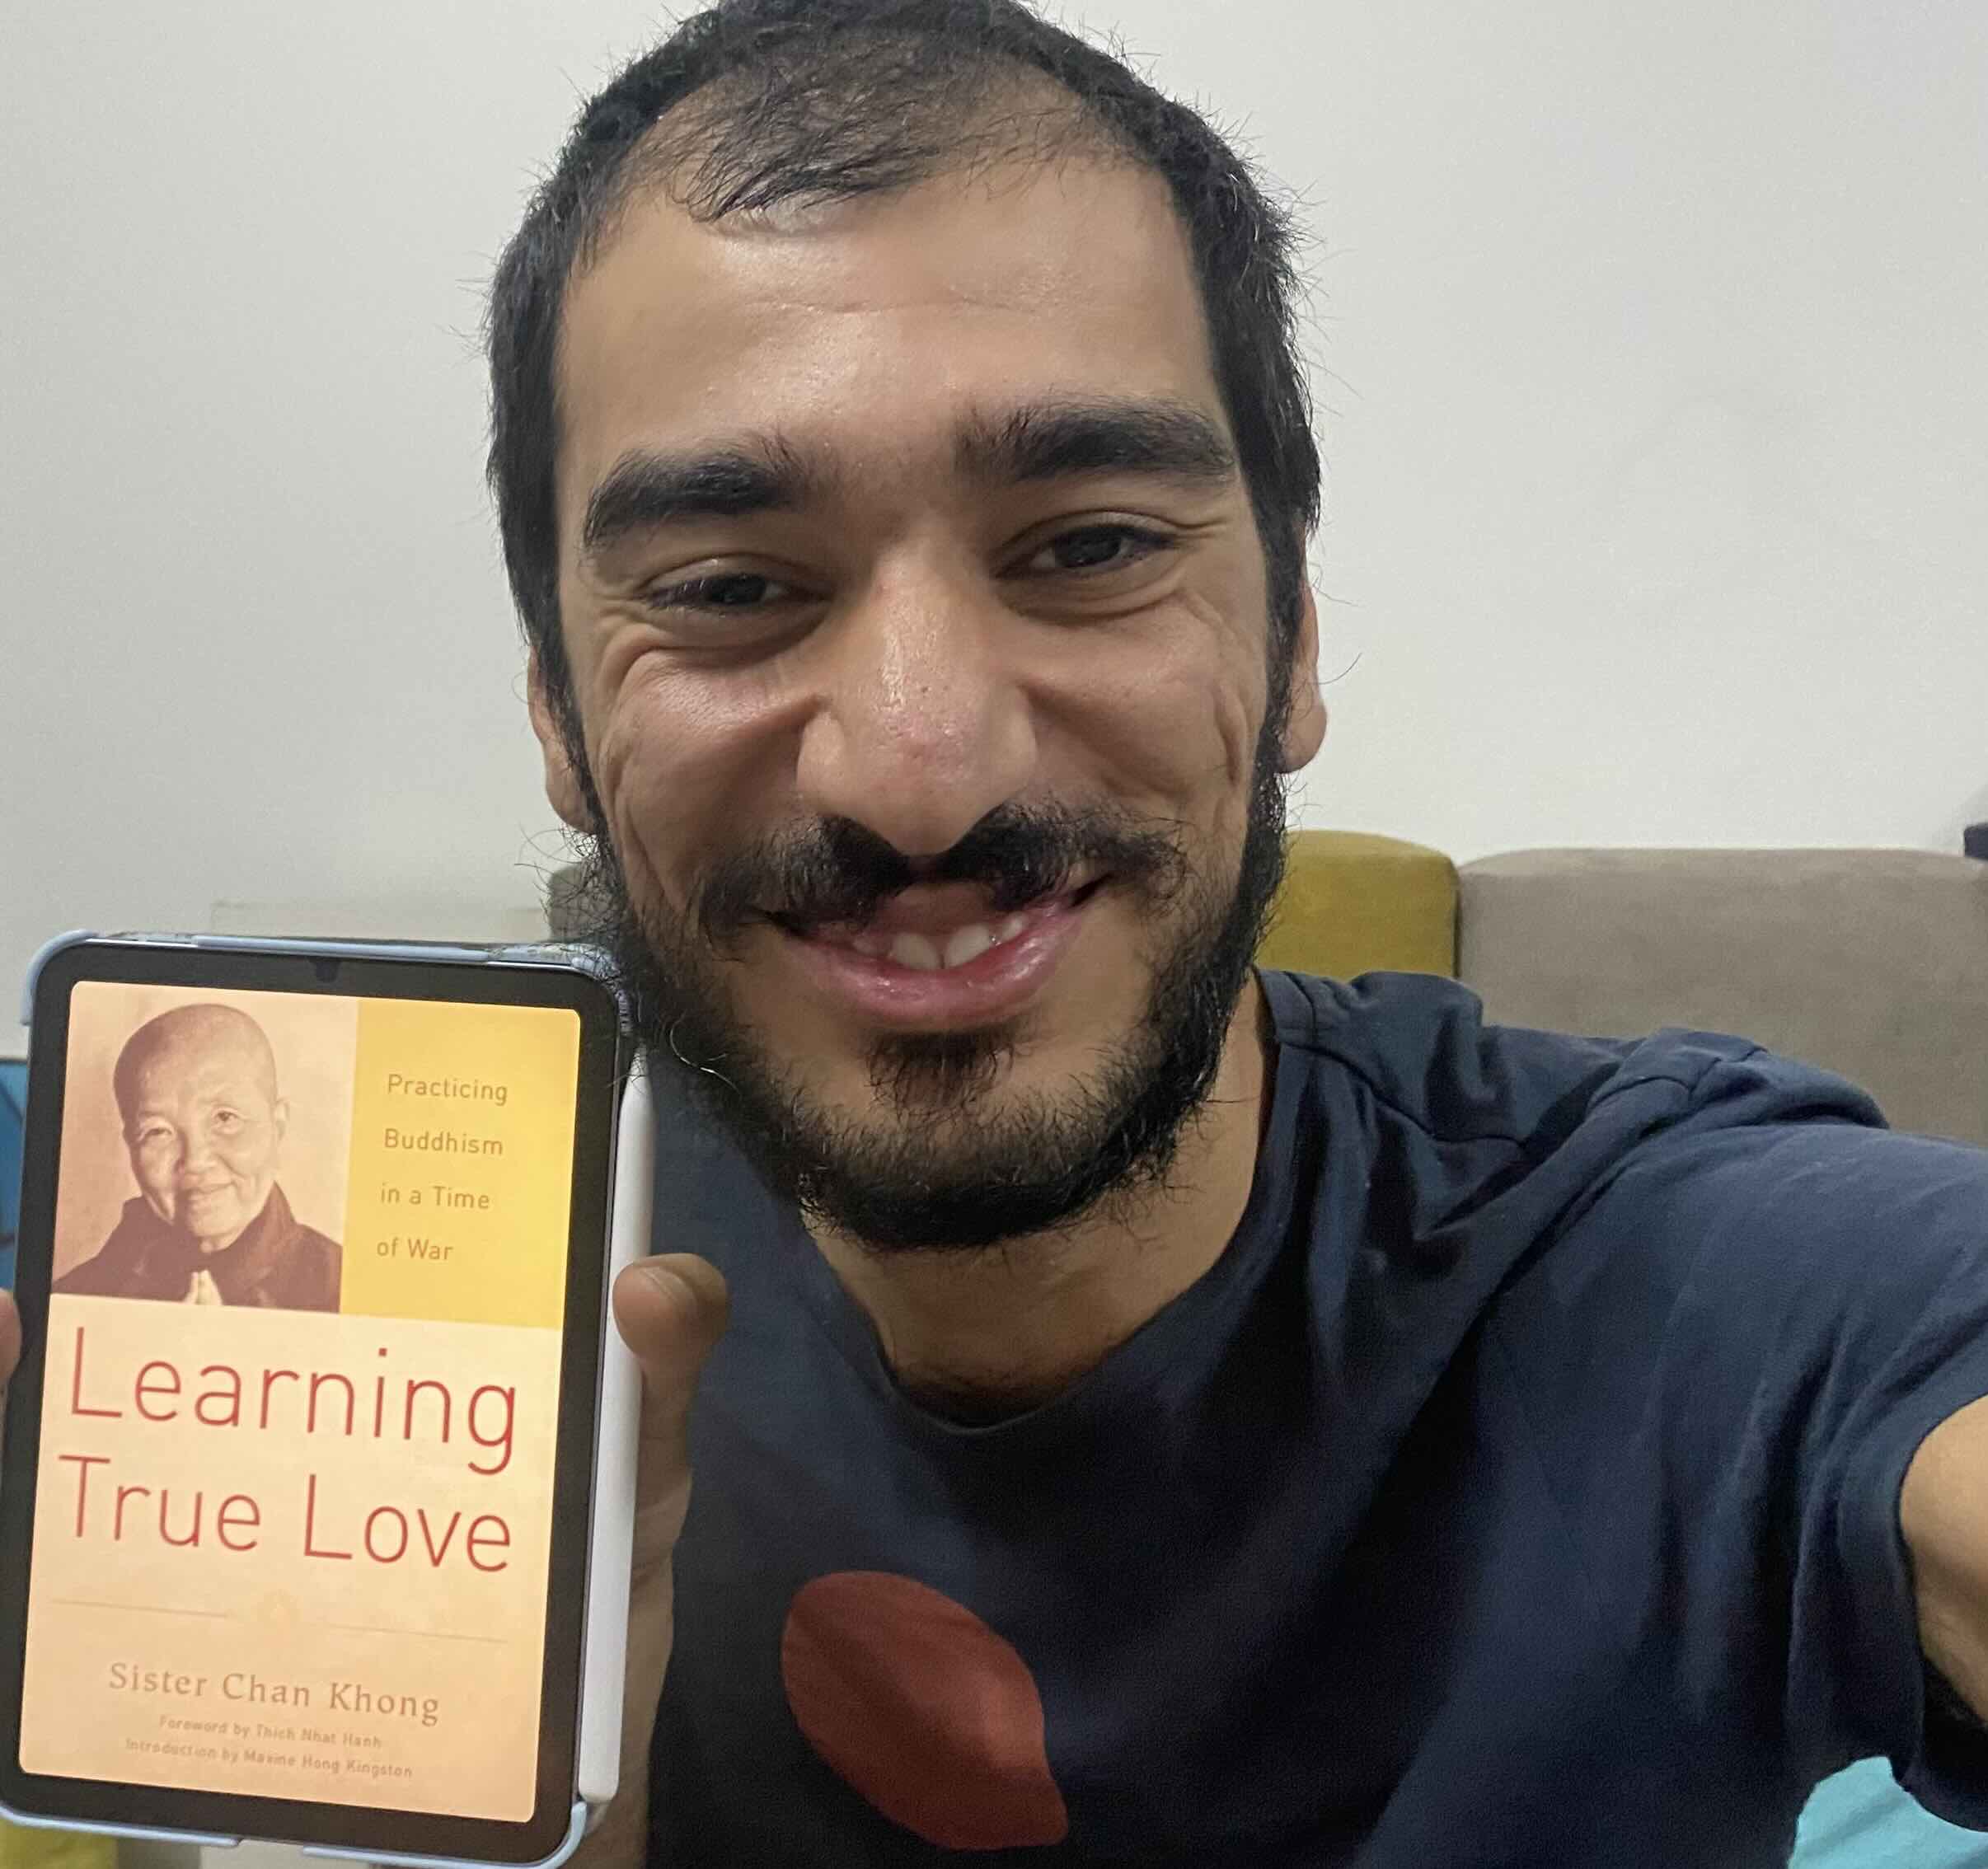 Practicing
Buddhism
in a Time
of War
Learning
True Love
Sister Chan Khong
Foreword by Thich Nhat Hanh
Introduction by Maxine Hong Kingston